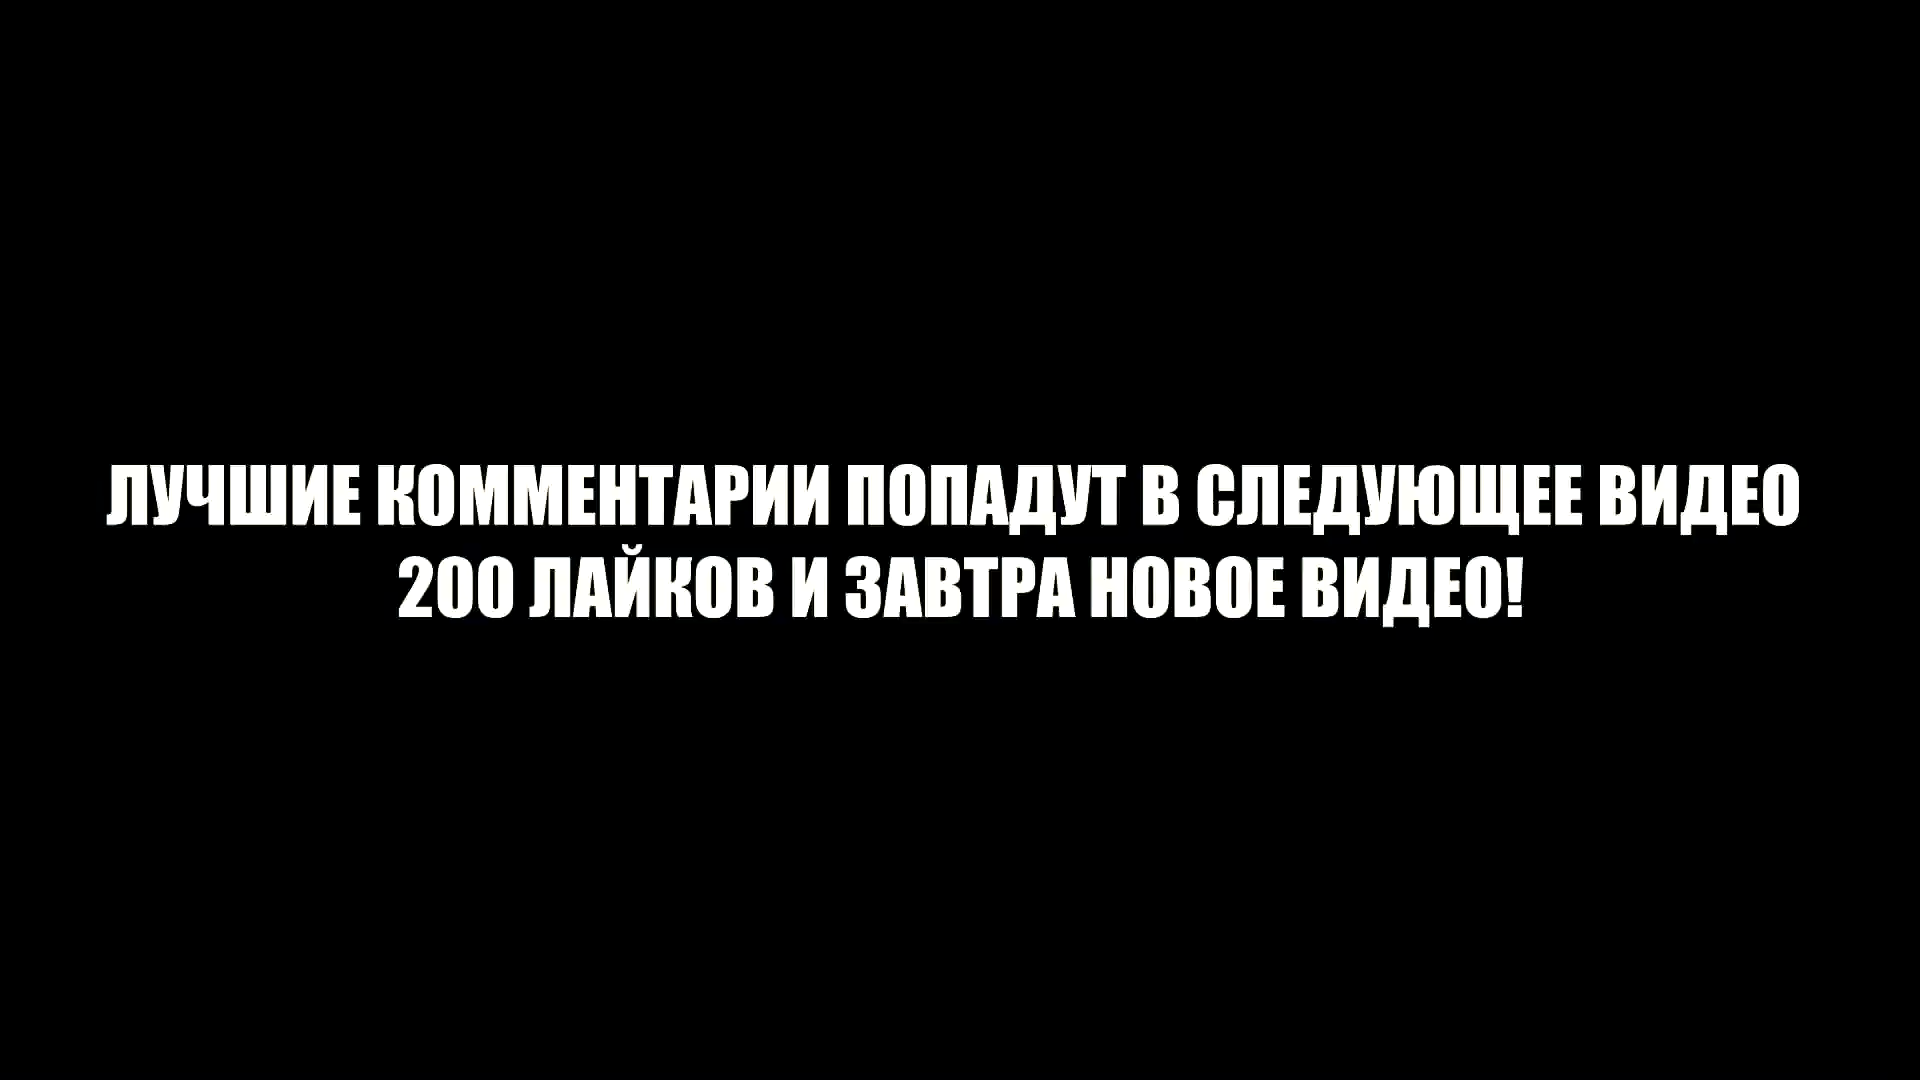 ЛУЧШИЕ КОММЕНТАРИИ ПОПАДУТ В СЛЕДУЮЩЕЕ ВИДЕО
200 ЛАЙКОВ И ЗАВТРА НОВОЕ ВИДЕО!